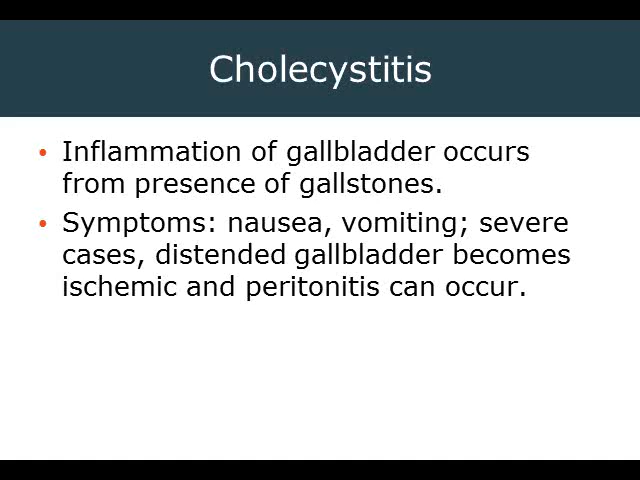 Cholecystitis
• Inflammation of gallbladder occurs
from presence of gallstones.
• Symptoms: nausea, vomiting; severe
cases, distended gallbladder becomes
ischemic and peritonitis can occur.